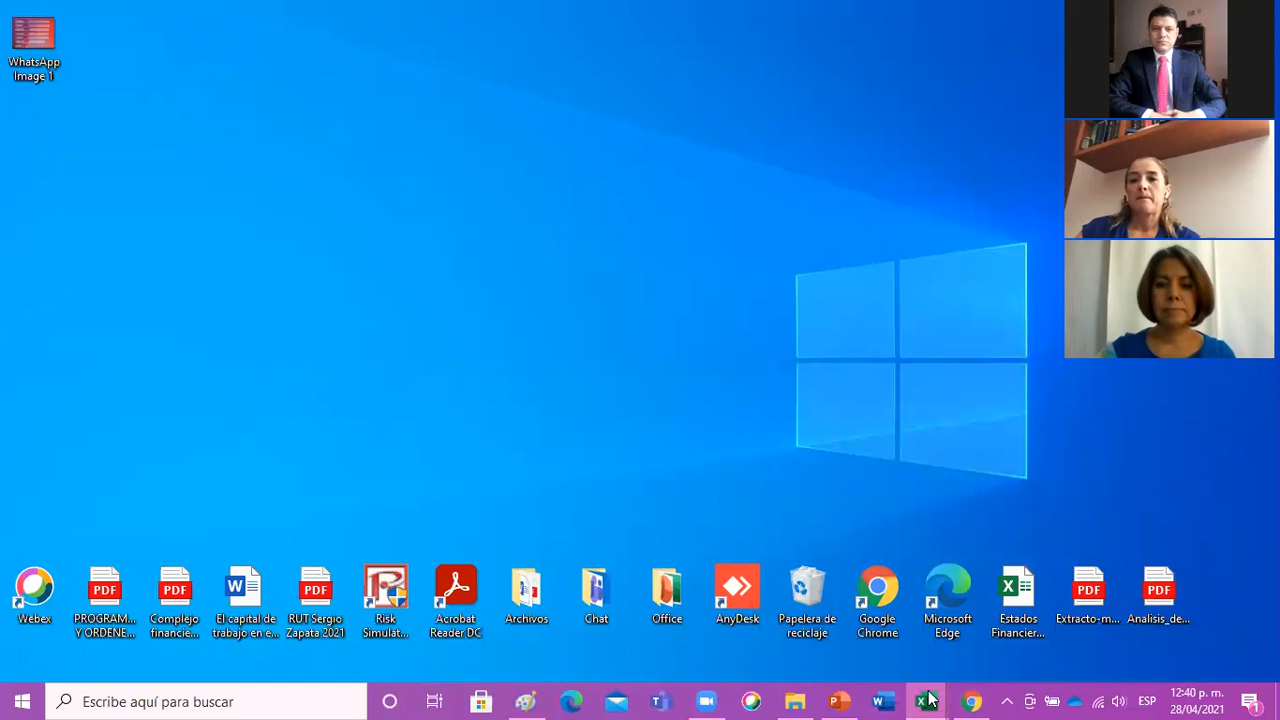 WhatsApp
Image 1
Webex
PROGRAM...
Y ORDENE...
Complejo
financie...
El capital de
trabajo en e...
RUT Sergio
Zapata 2021
Risk
Simulat...
Acrobat
Reader DC
Archivos
Chat
Office
AnyDesk
Papelera de
reciclaje
Google
Chrome
Microsoft
Edge
Estados
Financier...
Extracto-m...
Analisis_de...
PDF
PDF
W
PDF
PDF
PDF
Escribe aquí para buscar
ESP
12:40 p. m.
28/04/2021
1